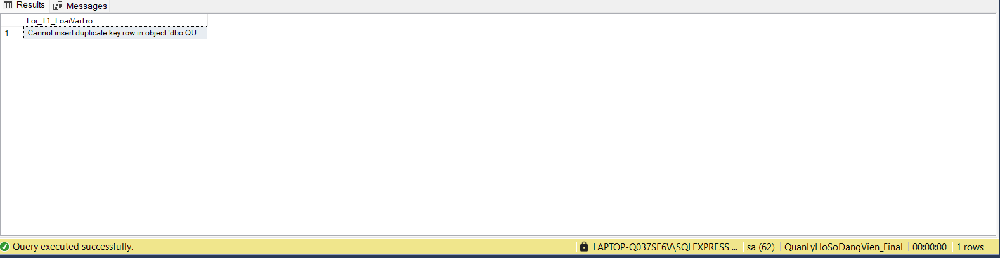 Results Messages
Loi_T1_LoaiVaiTro
1 Cannot insert duplicate key row in object 'dbo.QU...
Query executed successfully. LAPTOP-Q037SE6V\SQLEXPRESS ... sa (62) QuanLyHoSoDangVien_Final 00:00:00 1 rows